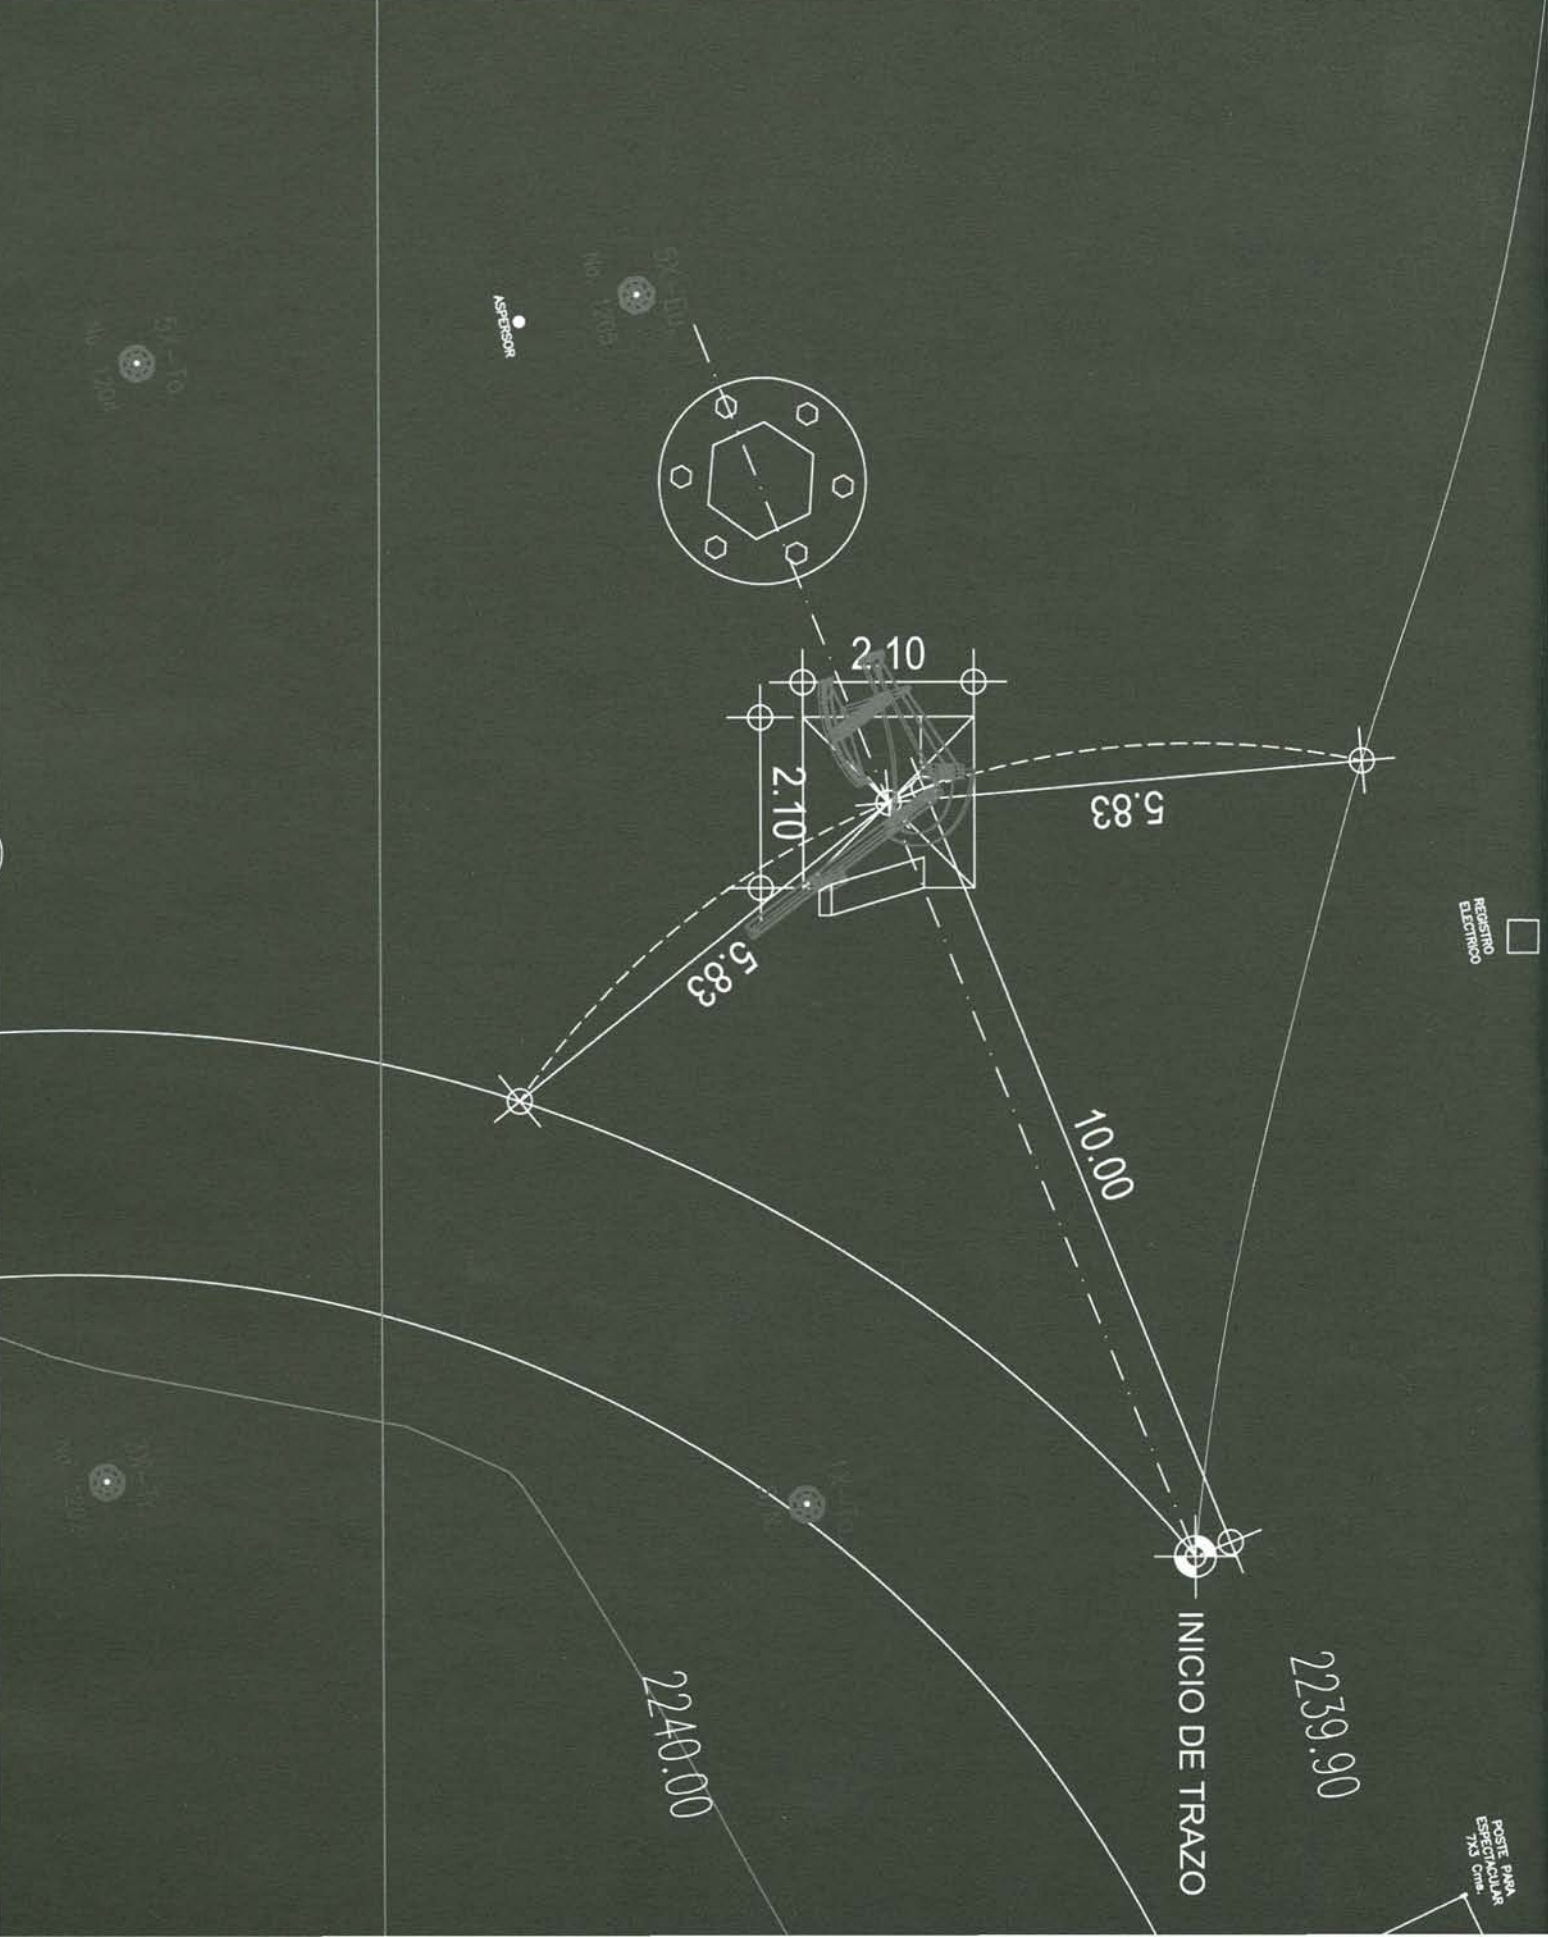 ASPERSOR
2.10
2.10
5.83
5.83
REGISTRO
ELECTRICO
10.00
INICIO DE TRAZO
2239.90
2240.00
POSTE PARA
ESPECTACULAR
7X3 Cms.